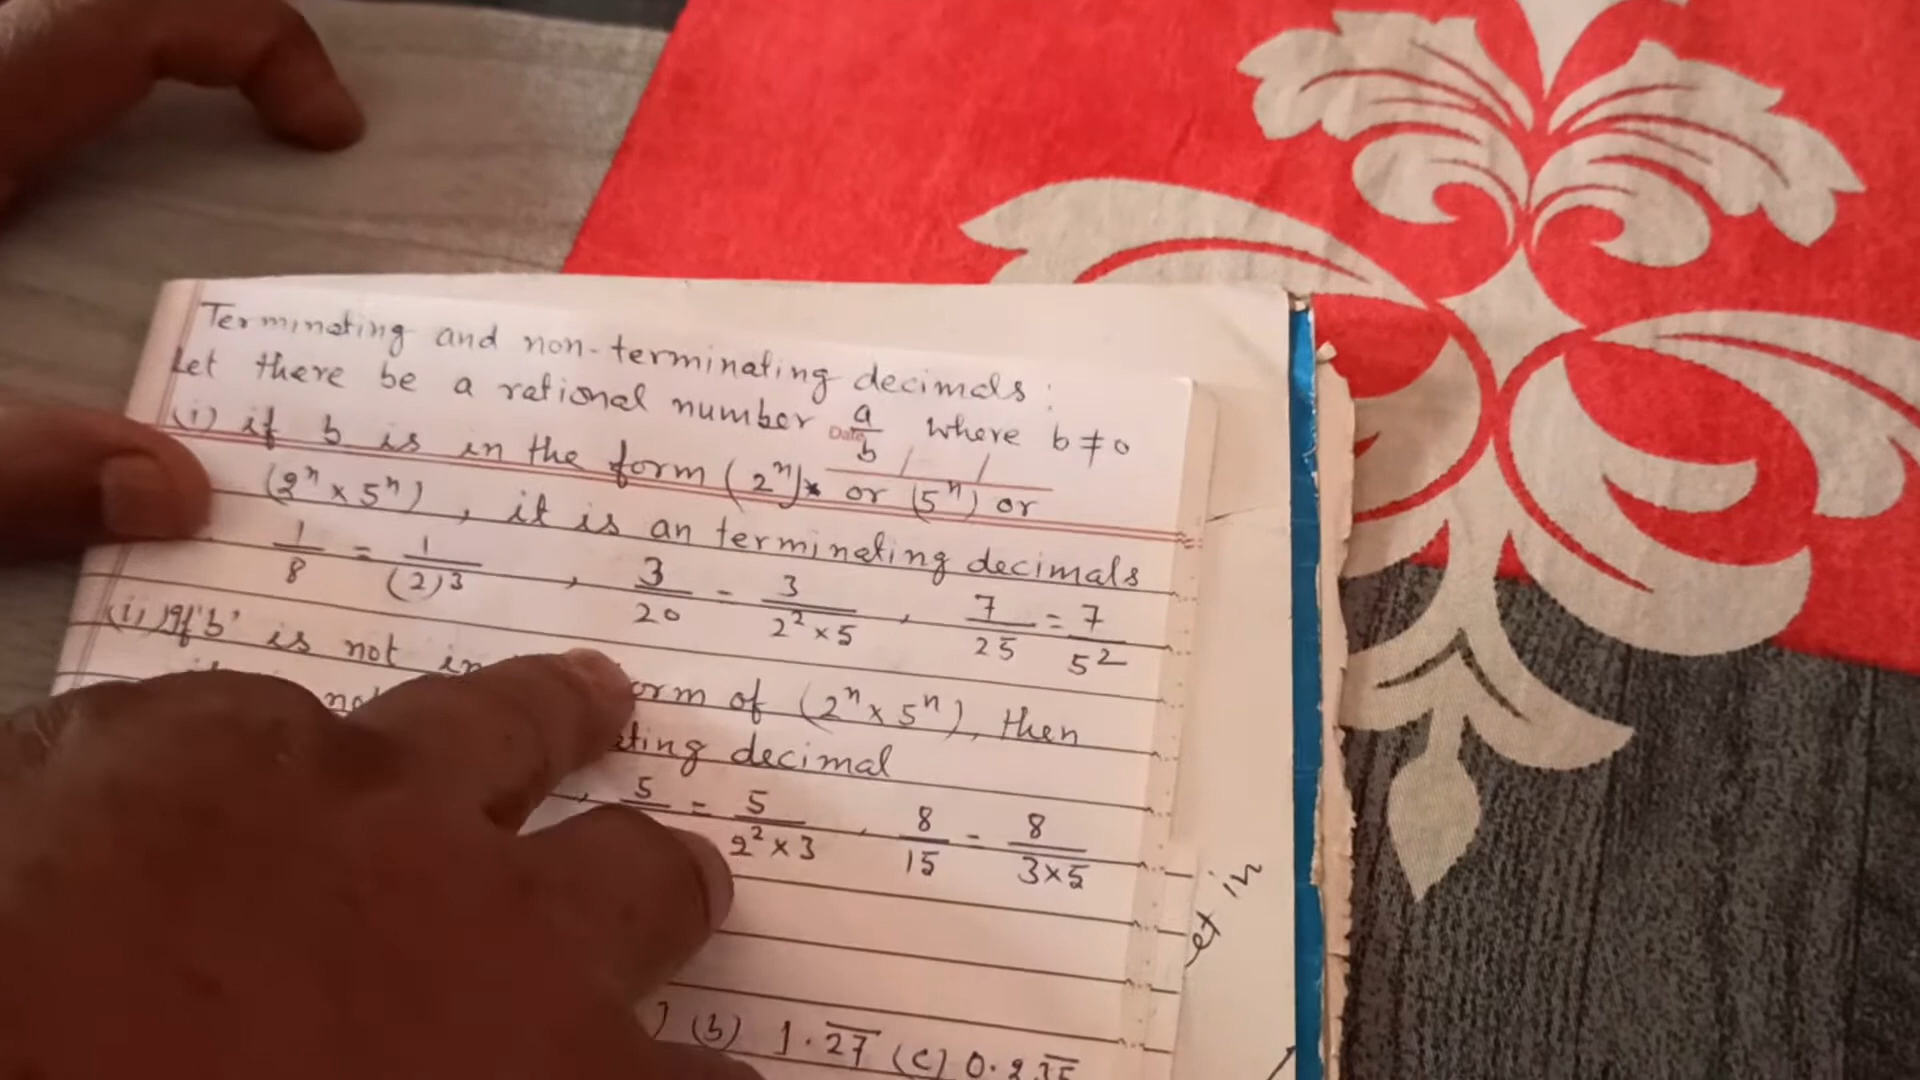 Terminating and non-terminating decimals:
Let there be a rational number a/b where b ≠ 0
Date
(i) if b is in the form (2ⁿ) or (5ⁿ) or
(2ⁿ × 5ⁿ), it is an terminating decimals
1/8 = 1/(2)³ , 3/20 = 3/2² × 5 , 7/25 = 7/5²
If 'b' is not in orm of (2ⁿ × 5ⁿ), then
ting decimal
, 5 = 5/2² × 3 , 8/15 = 8/3×5
et in
(b) 1.27̅ (c)